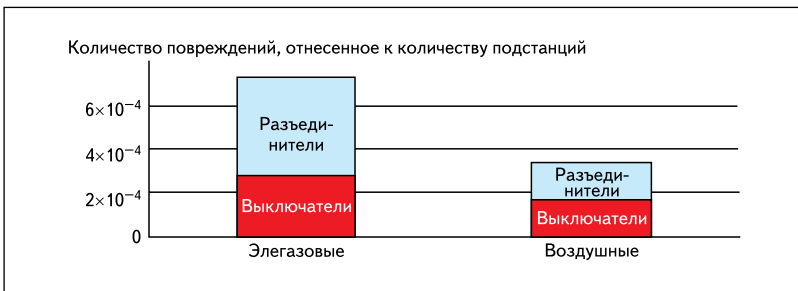 Количество повреждений, отнесенное к количеству подстанций
6×10⁻⁴
4×10⁻⁴
2×10⁻⁴
0
Разъеди-
нители
Выключатели
Разъеди-
нители
Выключатели
Элегазовые
Воздушные